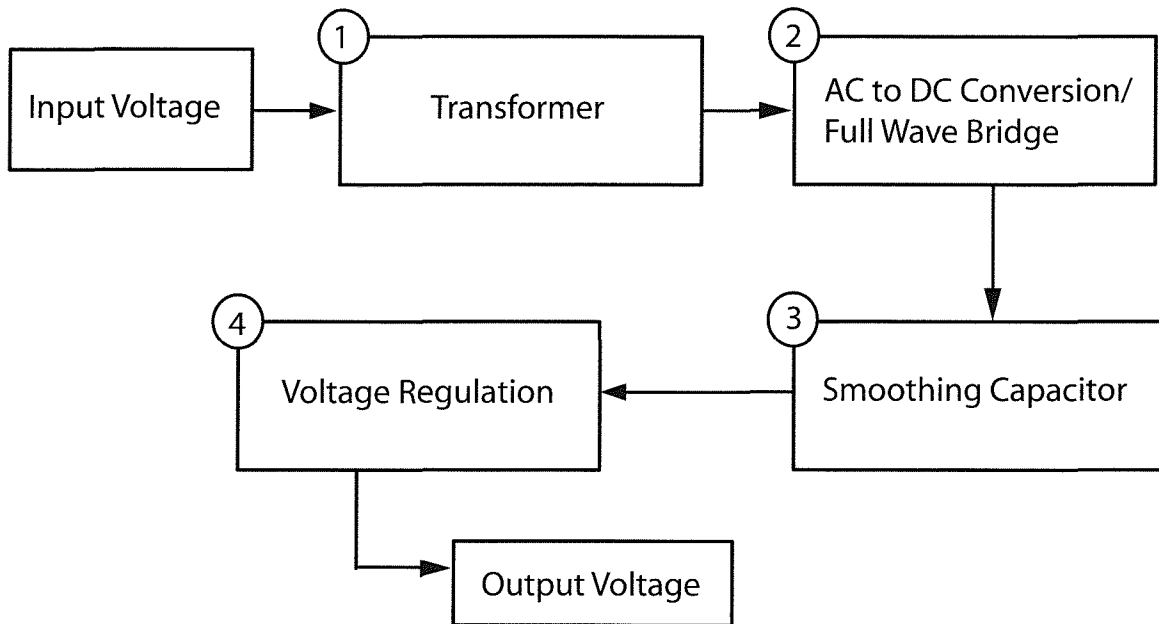 1
2
Input Voltage
Transformer
AC to DC Conversion/
Full Wave Bridge
4
3
Voltage Regulation
Smoothing Capacitor
Output Voltage